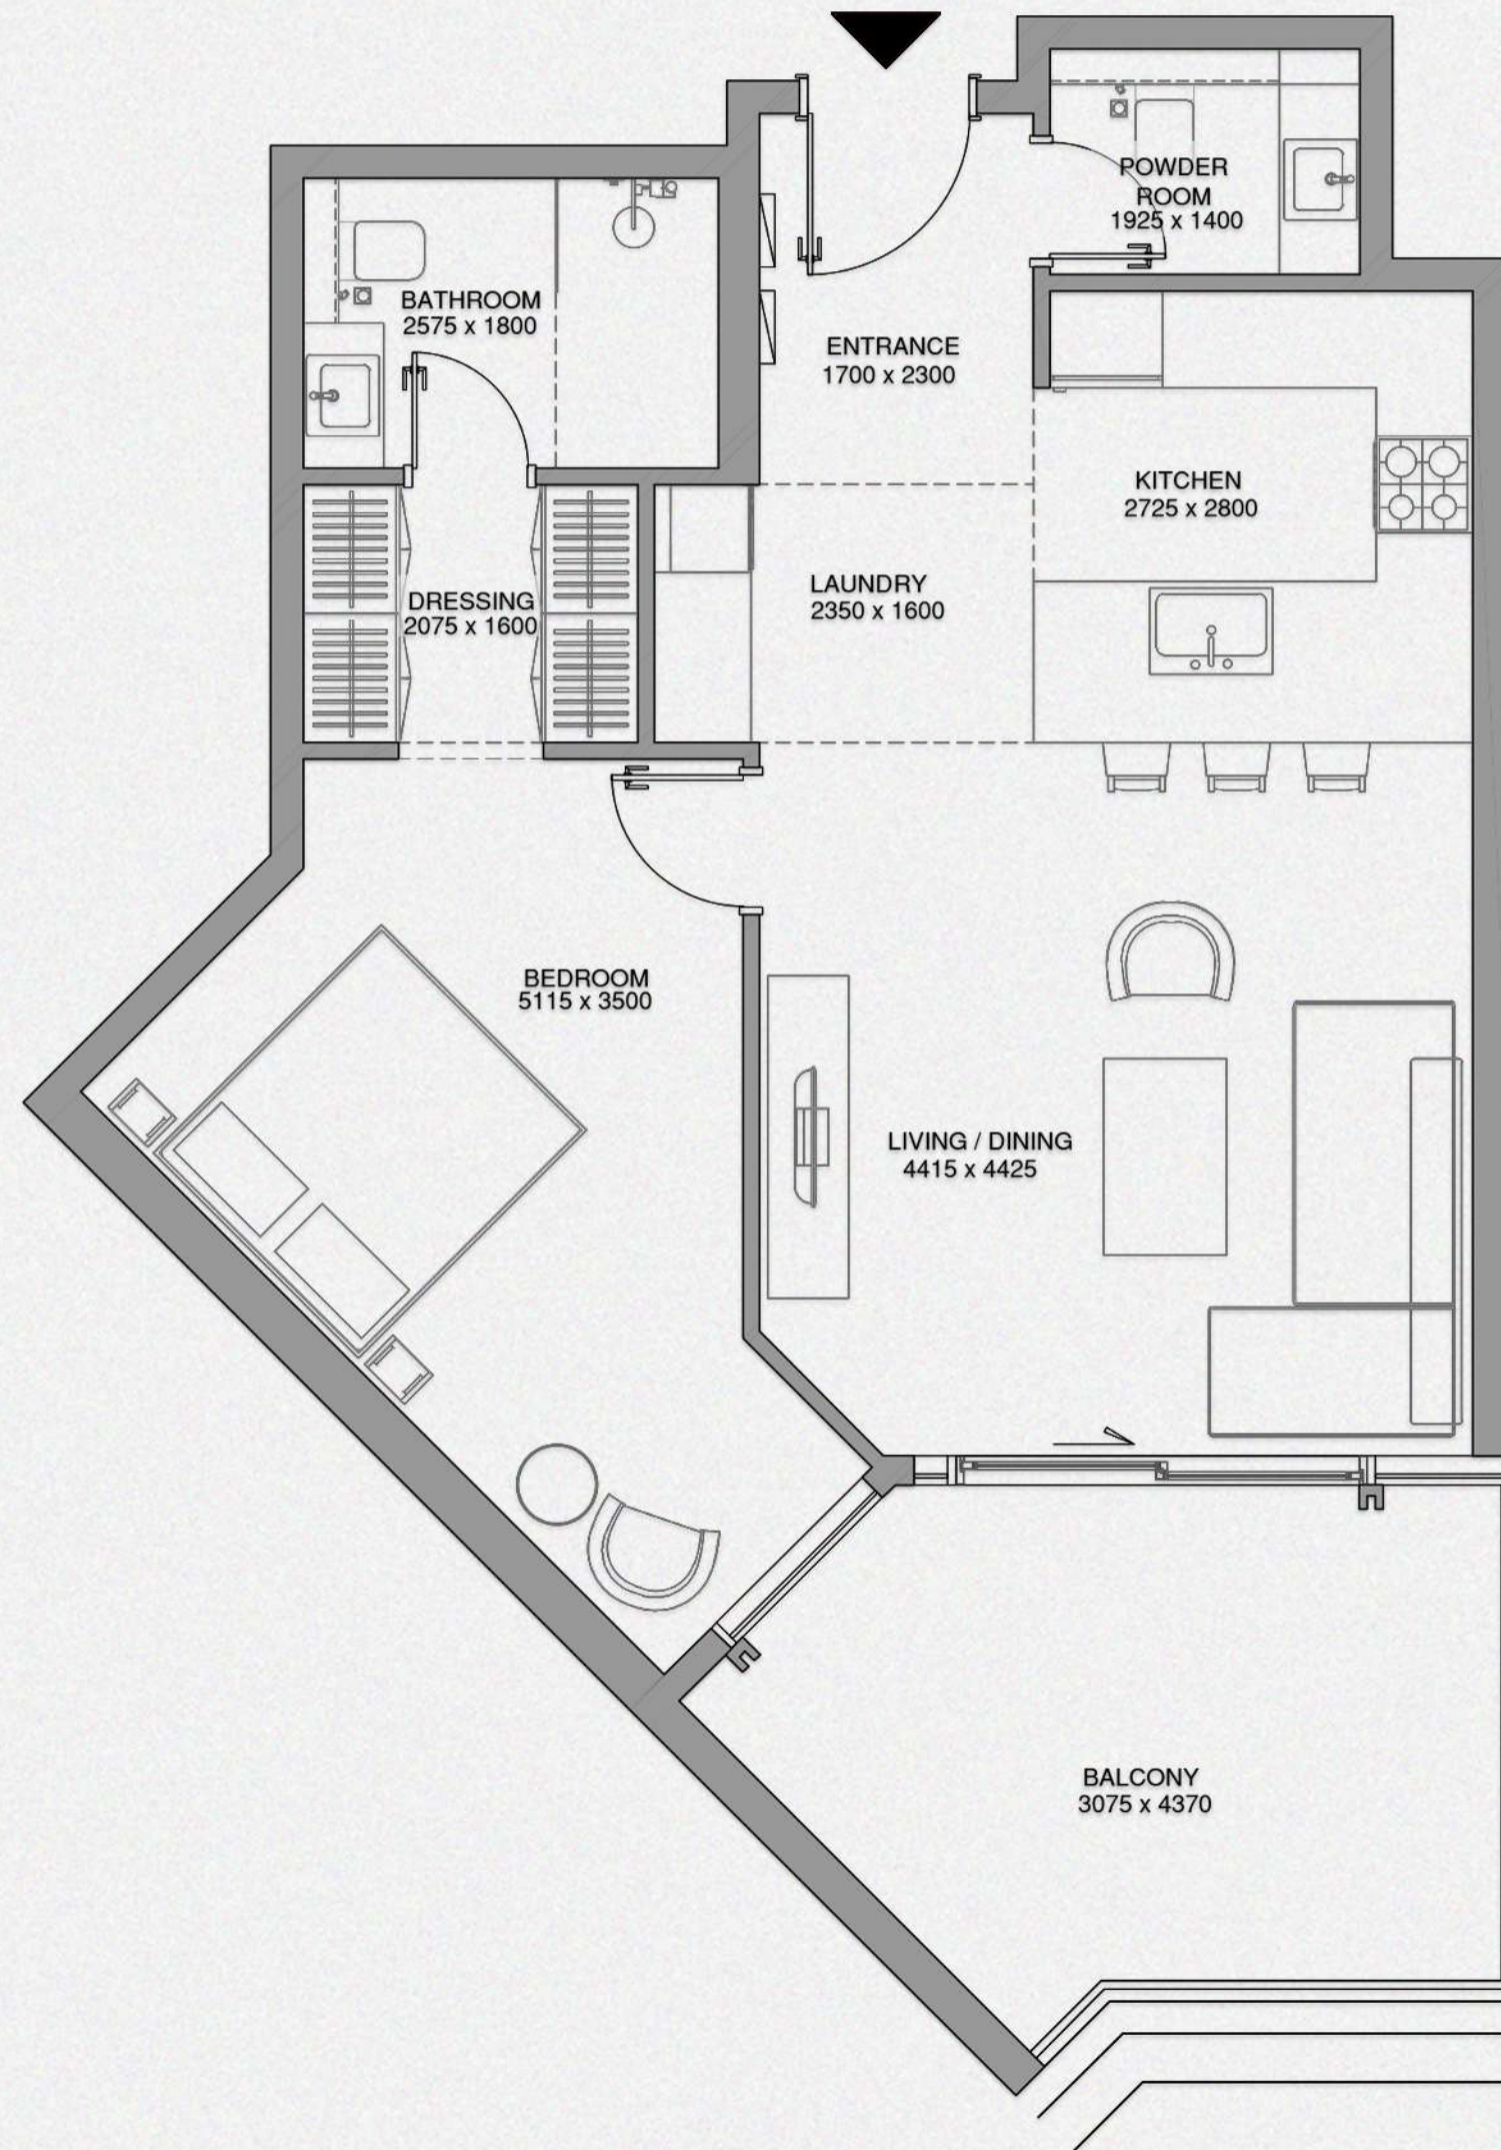 POWDER
ROOM
1925 x 1400
BATHROOM
2575 x 1800
ENTRANCE
1700 x 2300
KITCHEN
2725 x 2800
LAUNDRY
2350 x 1600
DRESSING
2075 x 1600
BEDROOM
5115 x 3500
LIVING / DINING
4415 x 4425
BALCONY
3075 x 4370